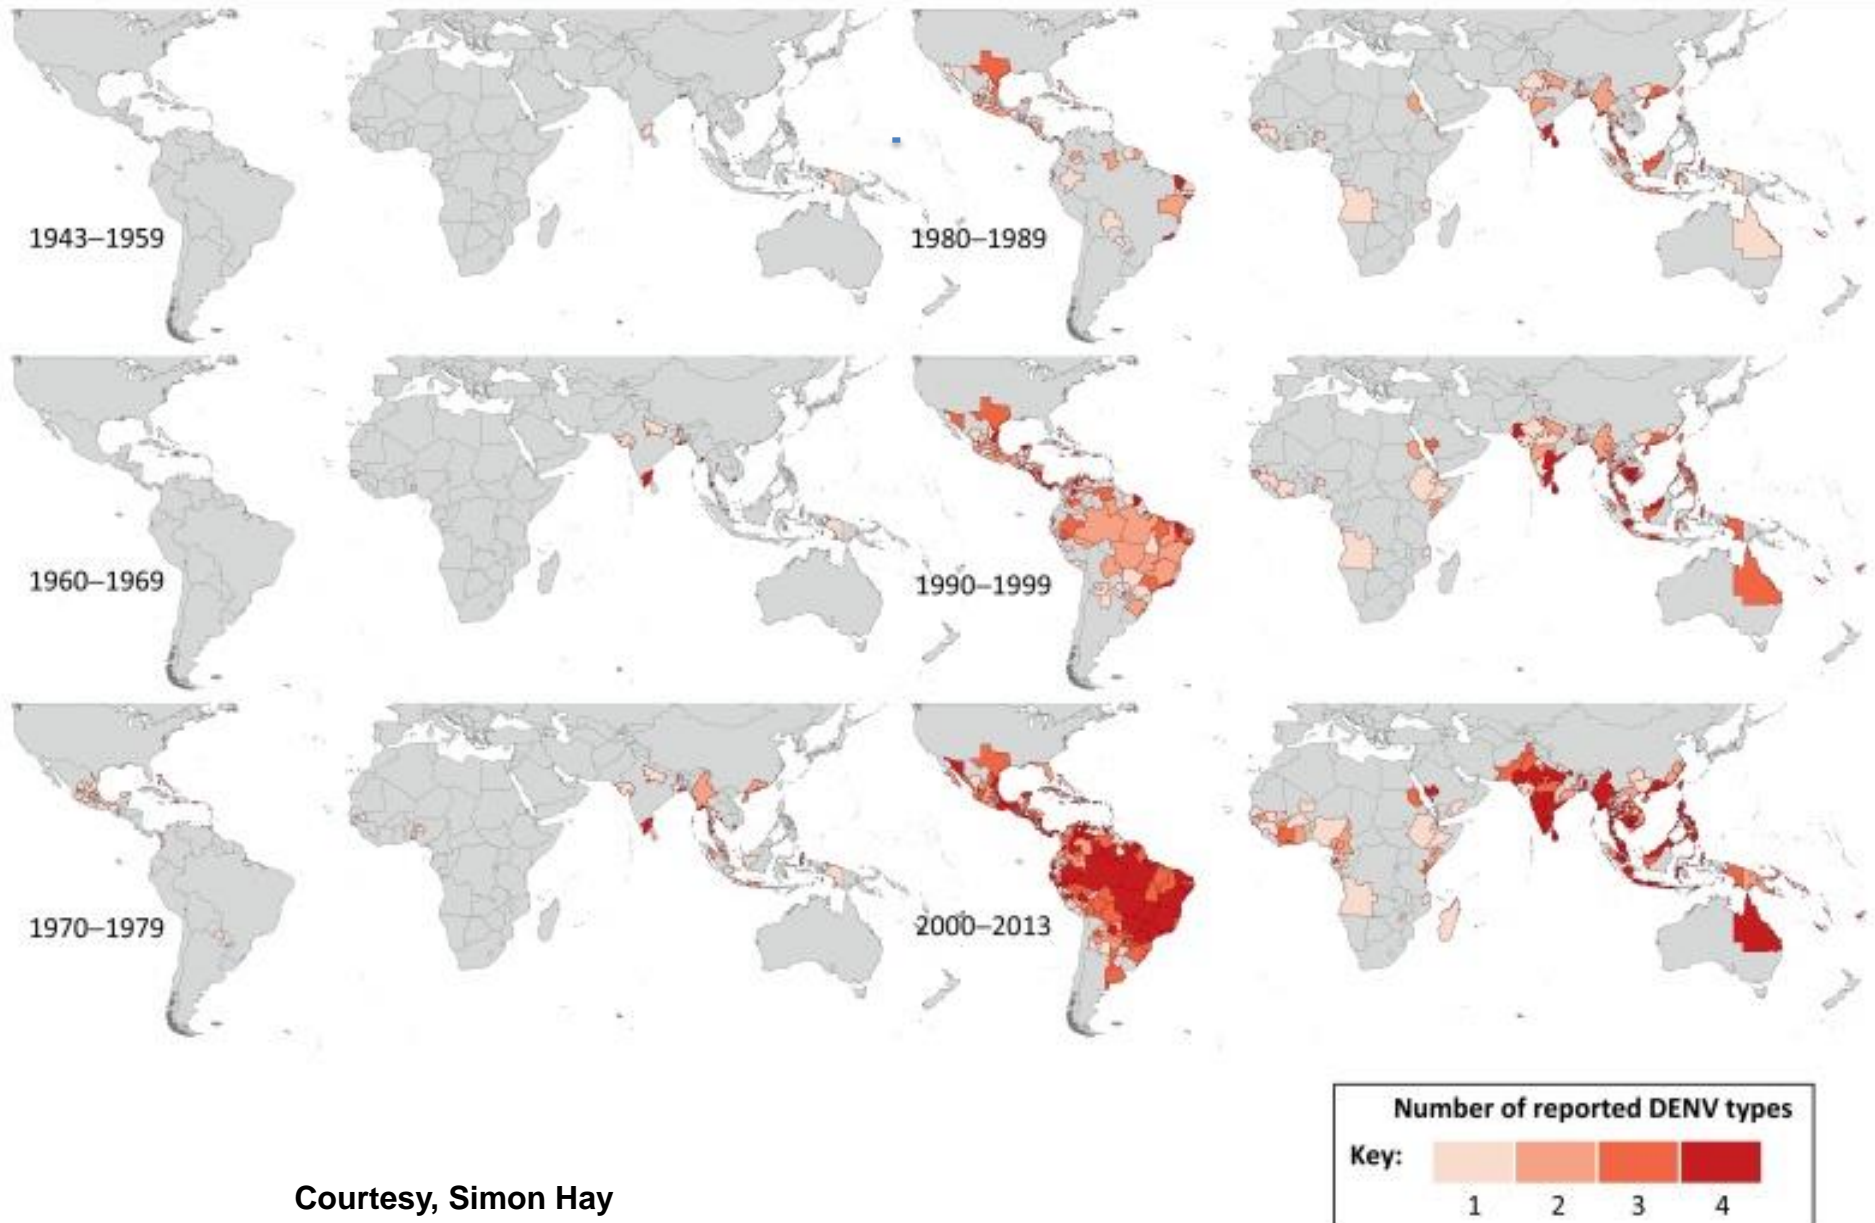 1943–1959
1980–1989
1960–1969
1990–1999
1970–1979
2000–2013
Number of reported DENV types
Key:
1 2 3 4
Courtesy, Simon Hay